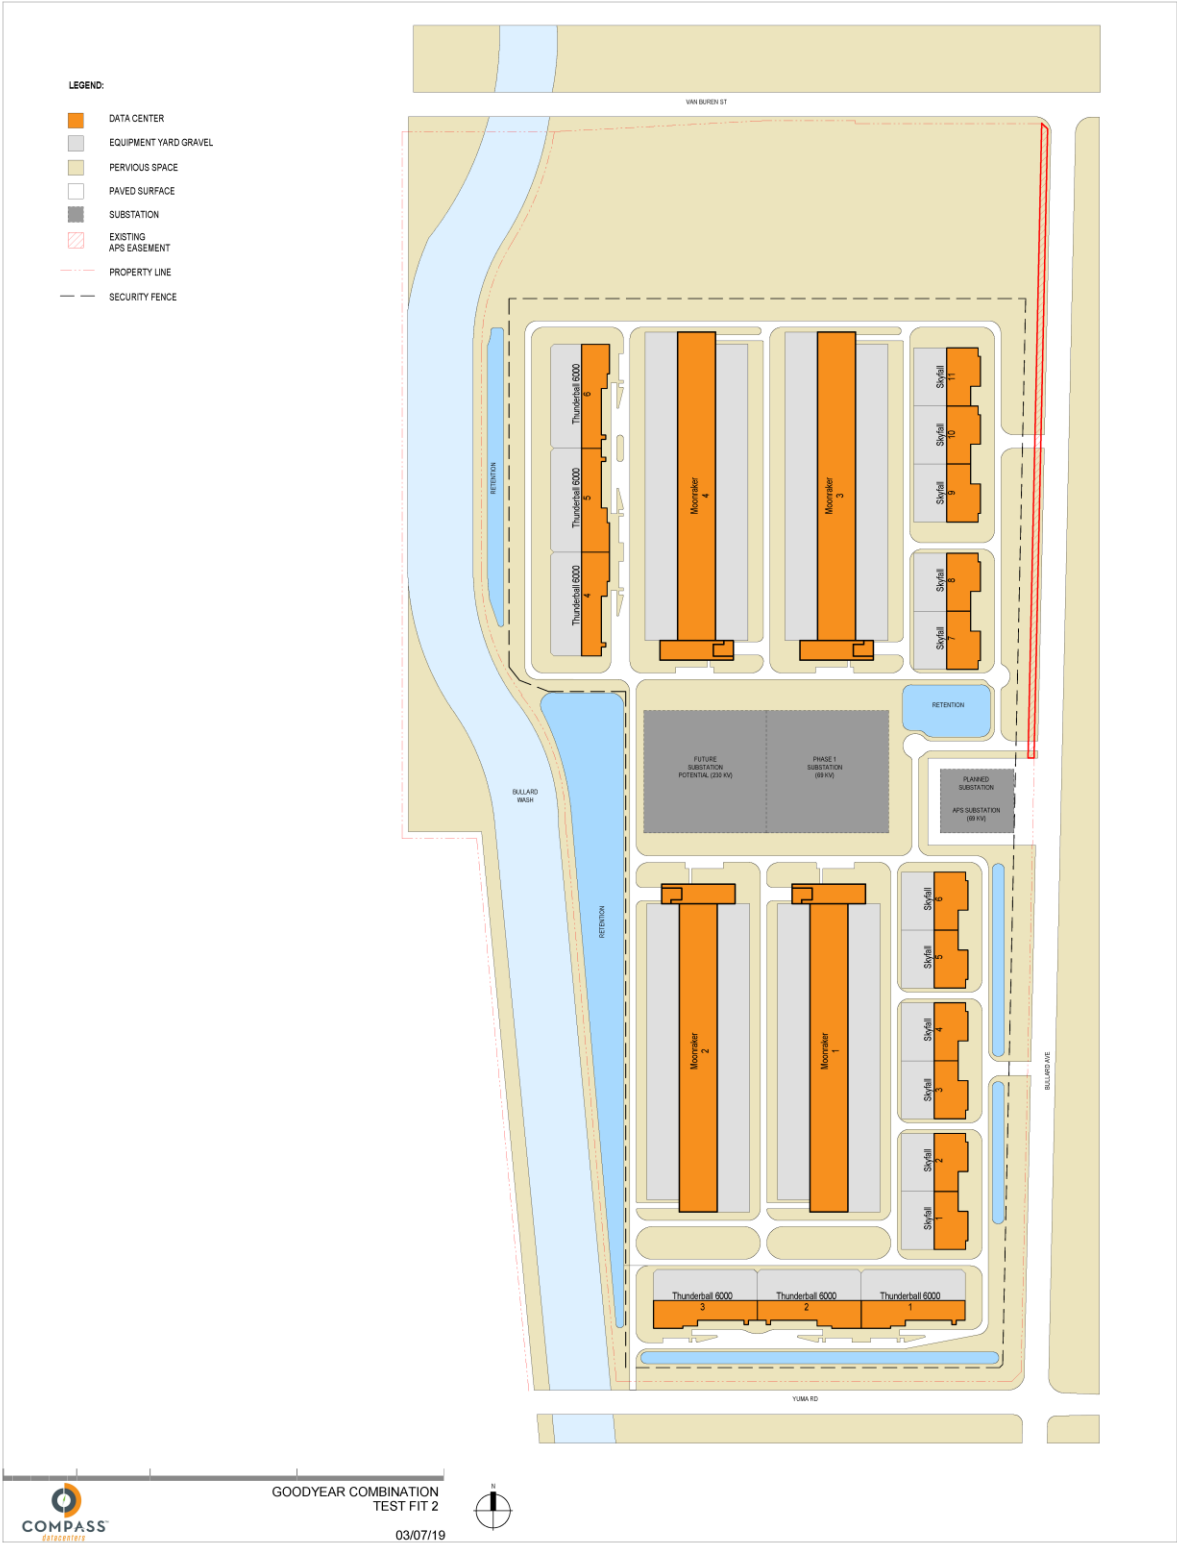 LEGEND:
DATA CENTER
EQUIPMENT YARD GRAVEL
PERVIOUS SPACE
PAVED SURFACE
SUBSTATION
EXISTING
APS EASEMENT
PROPERTY LINE
SECURITY FENCE
VAN BUREN ST
Thunderball 6000
6
Thunderball 6000
5
Thunderball 6000
4
Moonraker
4
Moonraker
3
Skyfall
11
Skyfall
10
Skyfall
9
Skyfall
8
Skyfall
7
RETENTION
RETENTION
FUTURE
SUBSTATION
POTENTIAL (230 KV)
PHASE 1
SUBSTATION
(69 KV)
PLANNED
SUBSTATION
APS SUBSTATION
(69 KV)
BULLARD
WASH
RETENTION
Moonraker
2
Moonraker
1
Skyfall
6
Skyfall
5
Skyfall
4
Skyfall
3
Skyfall
2
Skyfall
1
BULLARD AVE
Thunderball 6000
3
Thunderball 6000
2
Thunderball 6000
1
YUMA RD
GOODYEAR COMBINATION
TEST FIT 2
03/07/19
N
COMPASS
datacenters